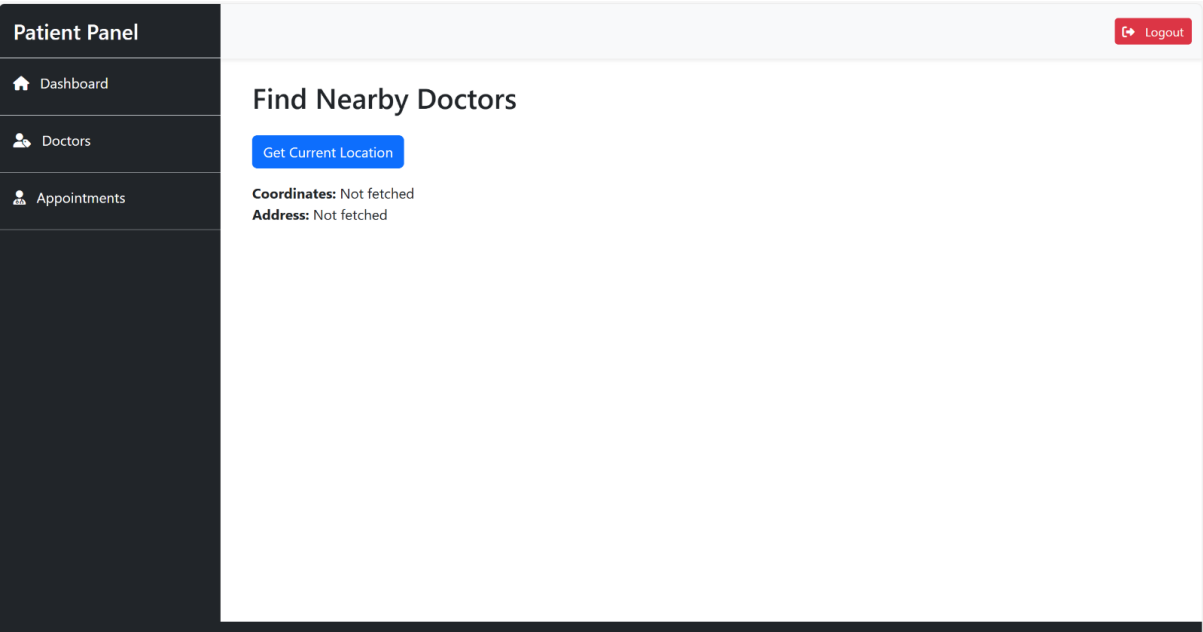 Patient Panel
Logout
Dashboard
Doctors
Appointments
Find Nearby Doctors
Get Current Location
Coordinates: Not fetched
Address: Not fetched